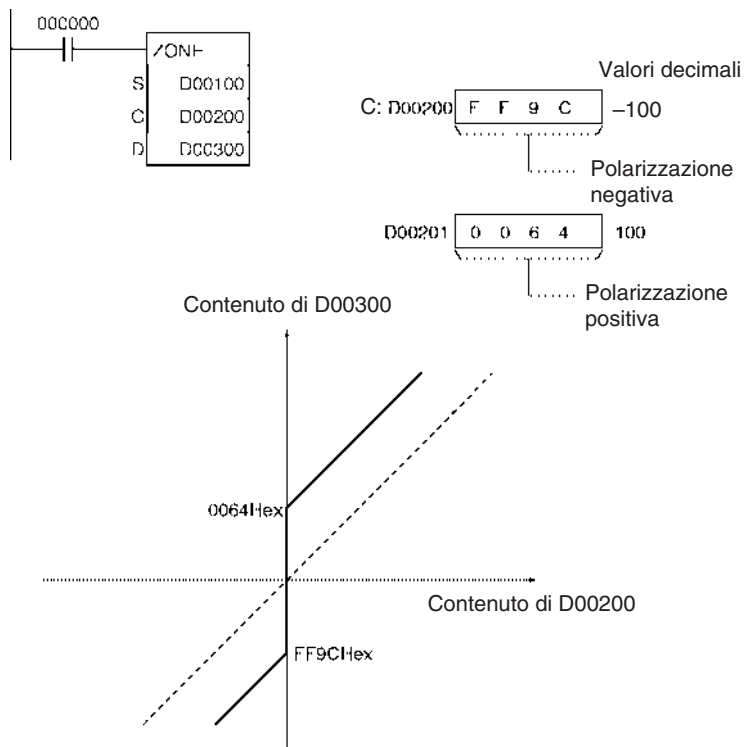 000000
ZONE
S D00100
C D00200
D D00300
Valori decimali
C: D00200 F F 9 C –100
Polarizzazione
negativa
D00201 0 0 6 4 100
Polarizzazione
positiva
Contenuto di D00300
0064Hex
Contenuto di D00200
FF9CHex